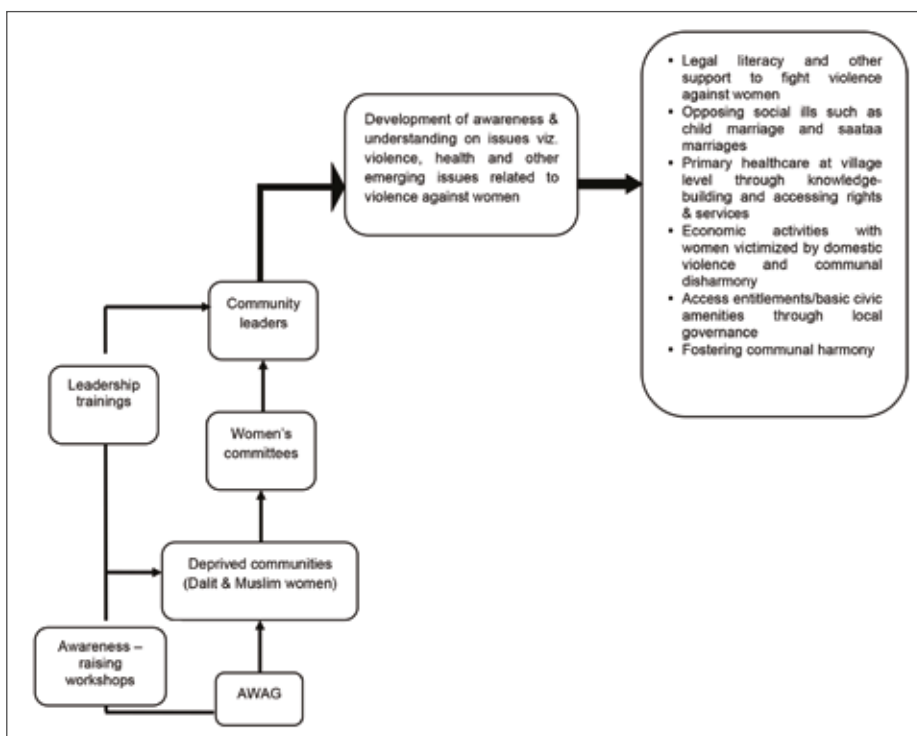 • Legal literacy and other
support to fight violence
against women
• Opposing social ills such as
child marriage and saataa
marriages
• Primary healthcare at village
level through knowledge-
building and accessing rights
& services
• Economic activities with
women victimized by domestic
violence and communal
disharmony
• Access entitlements/basic civic
amenities through local
governance
• Fostering communal harmony
Development of awareness &
understanding on issues viz.
violence, health and other
emerging issues related to
violence against women
Community
leaders
Leadership
trainings
Women's
committees
Deprived communities
(Dalit & Muslim women)
Awareness –
raising
workshops
AWAG